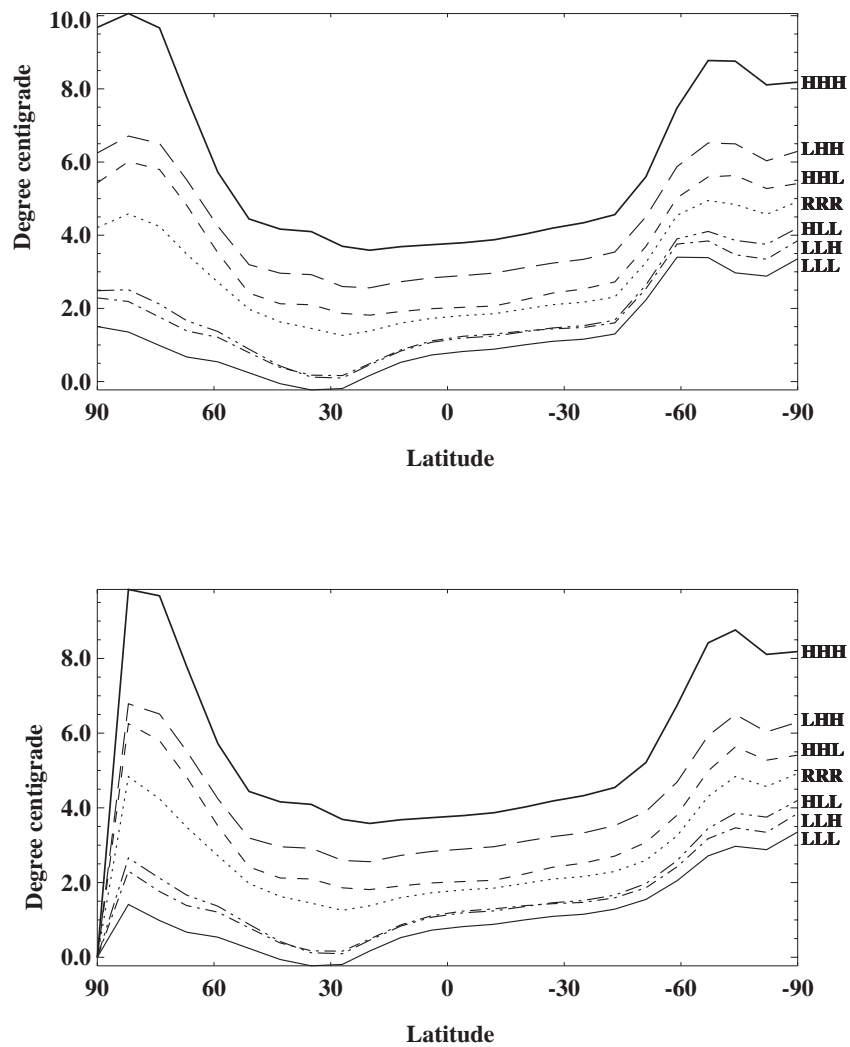 10.0
8.0
6.0
4.0
2.0
0.0
Degree centigrade
HHH
LHH
HHL
RRR
HLL
LLH
LLL
90 60 30 0 -30 -60 -90
Latitude
8.0
6.0
4.0
2.0
0.0
Degree centigrade
HHH
LHH
HHL
RRR
HLL
LLH
LLL
90 60 30 0 -30 -60 -90
Latitude